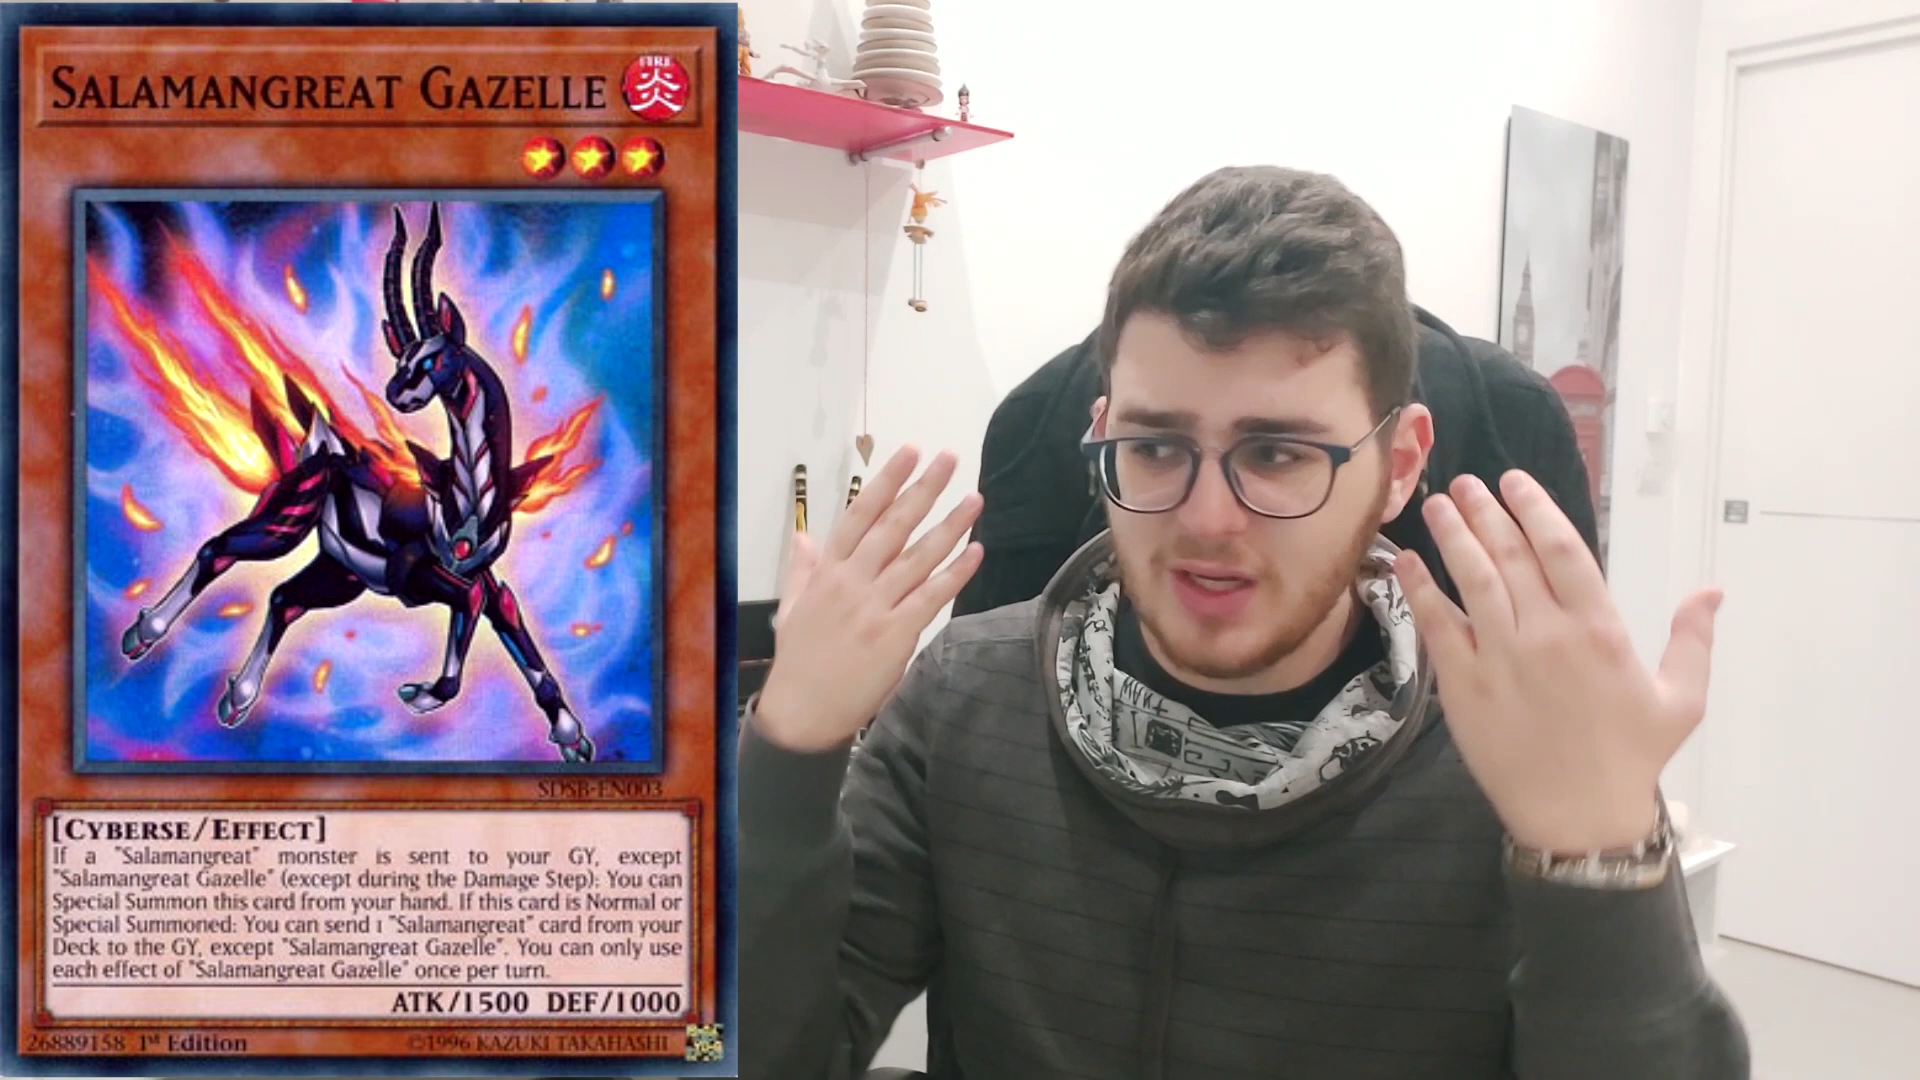 SALAMANGREAT GAZELLE
FIRE
炎
SDSB-EN003
[CYBERSE/EFFECT]
If a "Salamangreat" monster is sent to your GY, except
"Salamangreat Gazelle" (except during the Damage Step): You can
Special Summon this card from your hand. If this card is Normal or
Special Summoned: You can send 1 "Salamangreat" card from your
Deck to the GY, except "Salamangreat Gazelle". You can only use
each effect of "Salamangreat Gazelle" once per turn.
ATK/1500 DEF/1000
26889158 1st Edition
©1996 KAZUKI TAKAHASHI